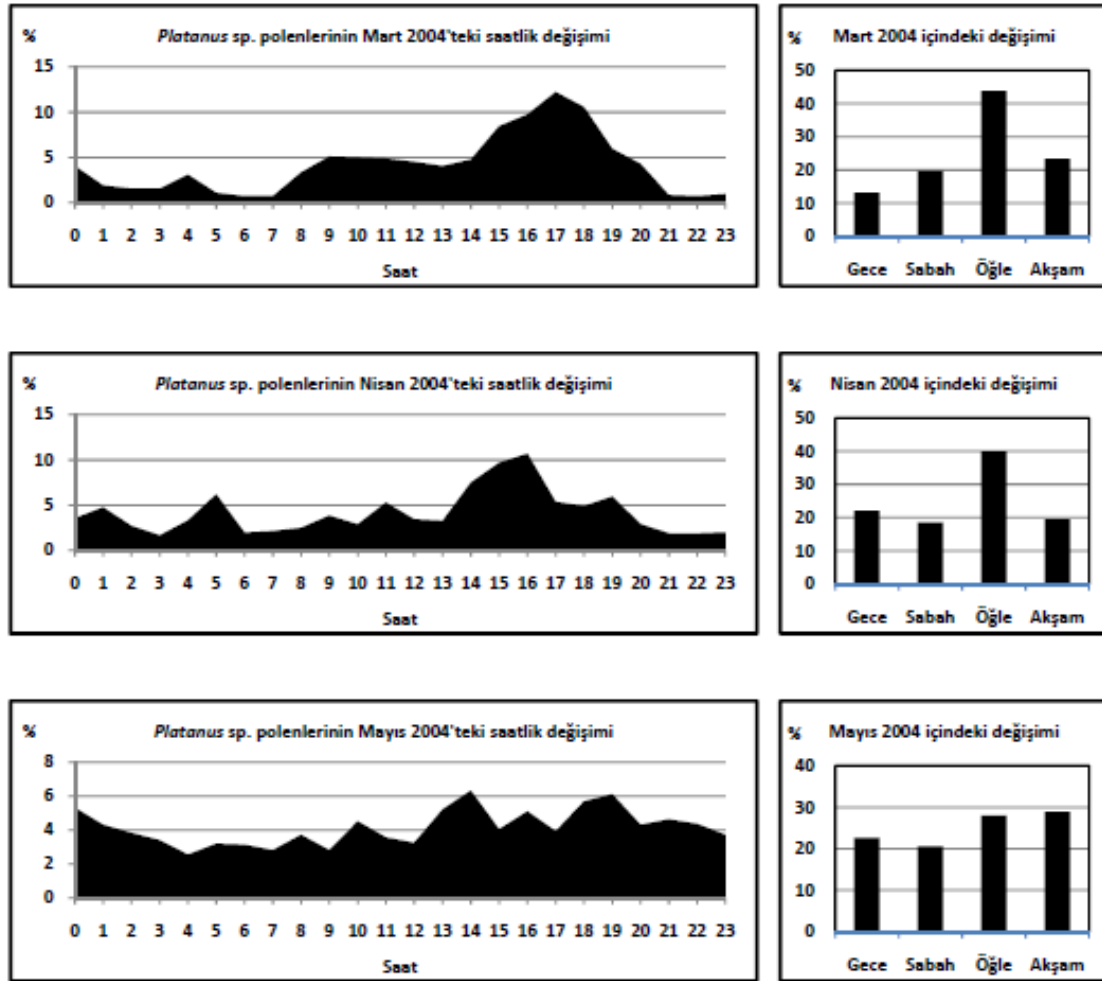 % Platanus sp. polenlerinin Mart 2004'teki saatlik değişimi
15
10
5
0
0 1 2 3 4 5 6 7 8 9 10 11 12 13 14 15 16 17 18 19 20 21 22 23
Saat
% Mart 2004 içindeki değişimi
50
40
30
20
10
0
Gece Sabah Öğle Akşam
% Platanus sp. polenlerinin Nisan 2004'teki saatlik değişimi
15
10
5
0
0 1 2 3 4 5 6 7 8 9 10 11 12 13 14 15 16 17 18 19 20 21 22 23
Saat
% Nisan 2004 içindeki değişimi
50
40
30
20
10
0
Gece Sabah Öğle Akşam
% Platanus sp. polenlerinin Mayıs 2004'teki saatlik değişimi
8
6
4
2
0
0 1 2 3 4 5 6 7 8 9 10 11 12 13 14 15 16 17 18 19 20 21 22 23
Saat
% Mayıs 2004 içindeki değişimi
40
30
20
10
0
Gece Sabah Öğle Akşam